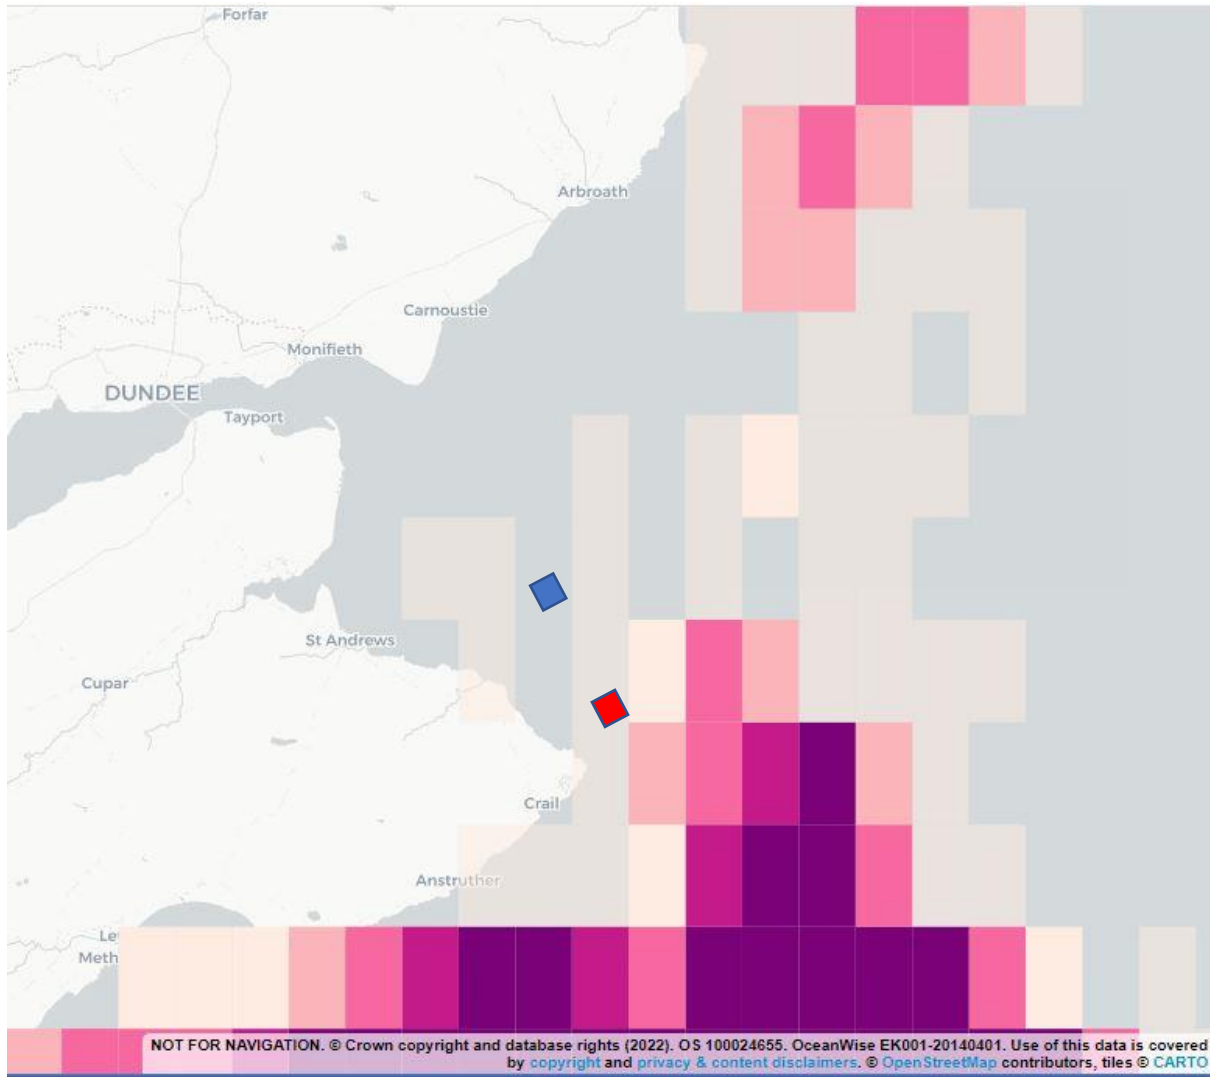 Forfar
Arbroath
Carnoustie
Monifieth
DUNDEE
Tayport
St Andrews
Cupar
Crail
Anstruther
Le
Meth
NOT FOR NAVIGATION. © Crown copyright and database rights (2022). OS 100024655. OceanWise EK001-20140401. Use of this data is covered
by copyright and privacy & content disclaimers. © OpenStreetMap contributors, tiles © CARTO